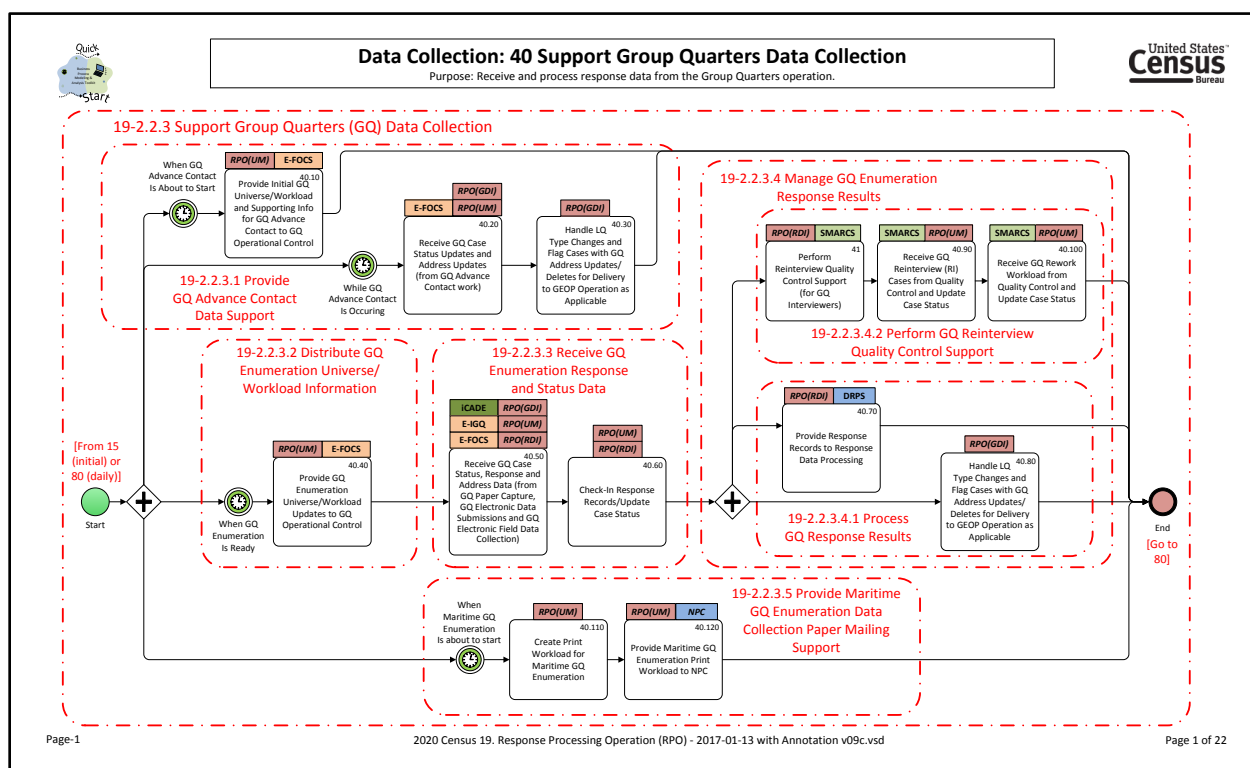 Quick
Start
Data Collection: 40 Support Group Quarters Data Collection
Purpose: Receive and process response data from the Group Quarters operation.
United States™
Census
Bureau
19-2.2.3 Support Group Quarters (GQ) Data Collection
When GQ
Advance Contact
Is About to Start
RPO(UM) E-FOCS
40.10
Provide Initial GQ
Universe/Workload
and Supporting Info
for GQ Advance
Contact to GQ
Operational Control
RPO(GDI)
E-FOCS RPO(UM)
40.20
Receive GQ Case
Status Updates and
Address Updates
(from GQ Advance
Contact work)
RPO(GDI)
40.30
Handle LQ
Type Changes and
Flag Cases with GQ
Address Updates/
Deletes for Delivery
to GEOP Operation as
Applicable
While GQ
Advance Contact
Is Occuring
19-2.2.3.1 Provide
GQ Advance Contact
Data Support
19-2.2.3.4 Manage GQ Enumeration
Response Results
RPO(RDI) SMARCS
41
Perform
Reinterview Quality
Control Support
(for GQ
Interviewers)
SMARCS RPO(UM)
40.90
Receive GQ
Reinterview (RI)
Cases from Quality
Control and Update
Case Status
SMARCS RPO(UM)
40.100
Receive GQ Rework
Workload from
Quality Control and
Update Case Status
19-2.2.3.4.2 Perform GQ Reinterview
Quality Control Support
19-2.2.3.2 Distribute GQ
Enumeration Universe/
Workload Information
RPO(UM) E-FOCS
40.40
Provide GQ
Enumeration
Universe/Workload
Updates to GQ
Operational Control
[From 15
(initial) or
80 (daily)]
Start
When GQ
Enumeration
Is Ready
19-2.2.3.3 Receive GQ
Enumeration Response
and Status Data
iCADE RPO(GDI)
E-IGQ RPO(UM)
E-FOCS RPO(RDI)
40.50
Receive GQ Case
Status, Response and
Address Data (from
GQ Paper Capture,
GQ Electronic Data
Submissions and GQ
Electronic Field Data
Collection)
RPO(UM)
RPO(RDI)
40.60
Check-In Response
Records/Update
Case Status
RPO(RDI) DRPS
40.70
Provide Response
Records to Response
Data Processing
RPO(GDI)
40.80
Handle LQ
Type Changes and
Flag Cases with GQ
Address Updates/
Deletes for Delivery
to GEOP Operation as
Applicable
19-2.2.3.4.1 Process
GQ Response Results
End
[Go to
80]
When
Maritime GQ
Enumeration
Is about to start
RPO(UM)
40.110
Create Print
Workload for
Maritime GQ
Enumeration
RPO(UM) NPC
40.120
Provide Maritime GQ
Enumeration Print
Workload to NPC
19-2.2.3.5 Provide Maritime
GQ Enumeration Data
Collection Paper Mailing
Support
Page-1
2020 Census 19. Response Processing Operation (RPO) - 2017-01-13 with Annotation v09c.vsd
Page 1 of 22